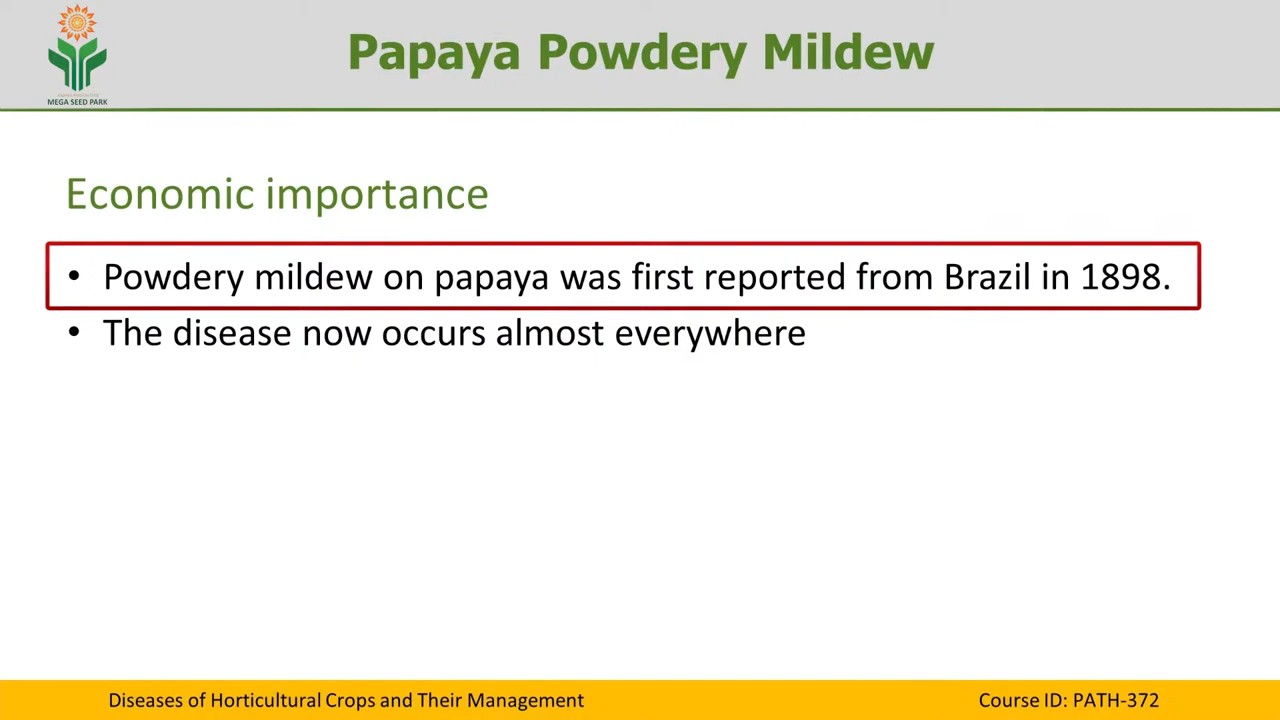 Papaya Powdery Mildew
MEGA SEED PARK
Economic importance
• Powdery mildew on papaya was first reported from Brazil in 1898.
• The disease now occurs almost everywhere
Diseases of Horticultural Crops and Their Management
Course ID: PATH-372